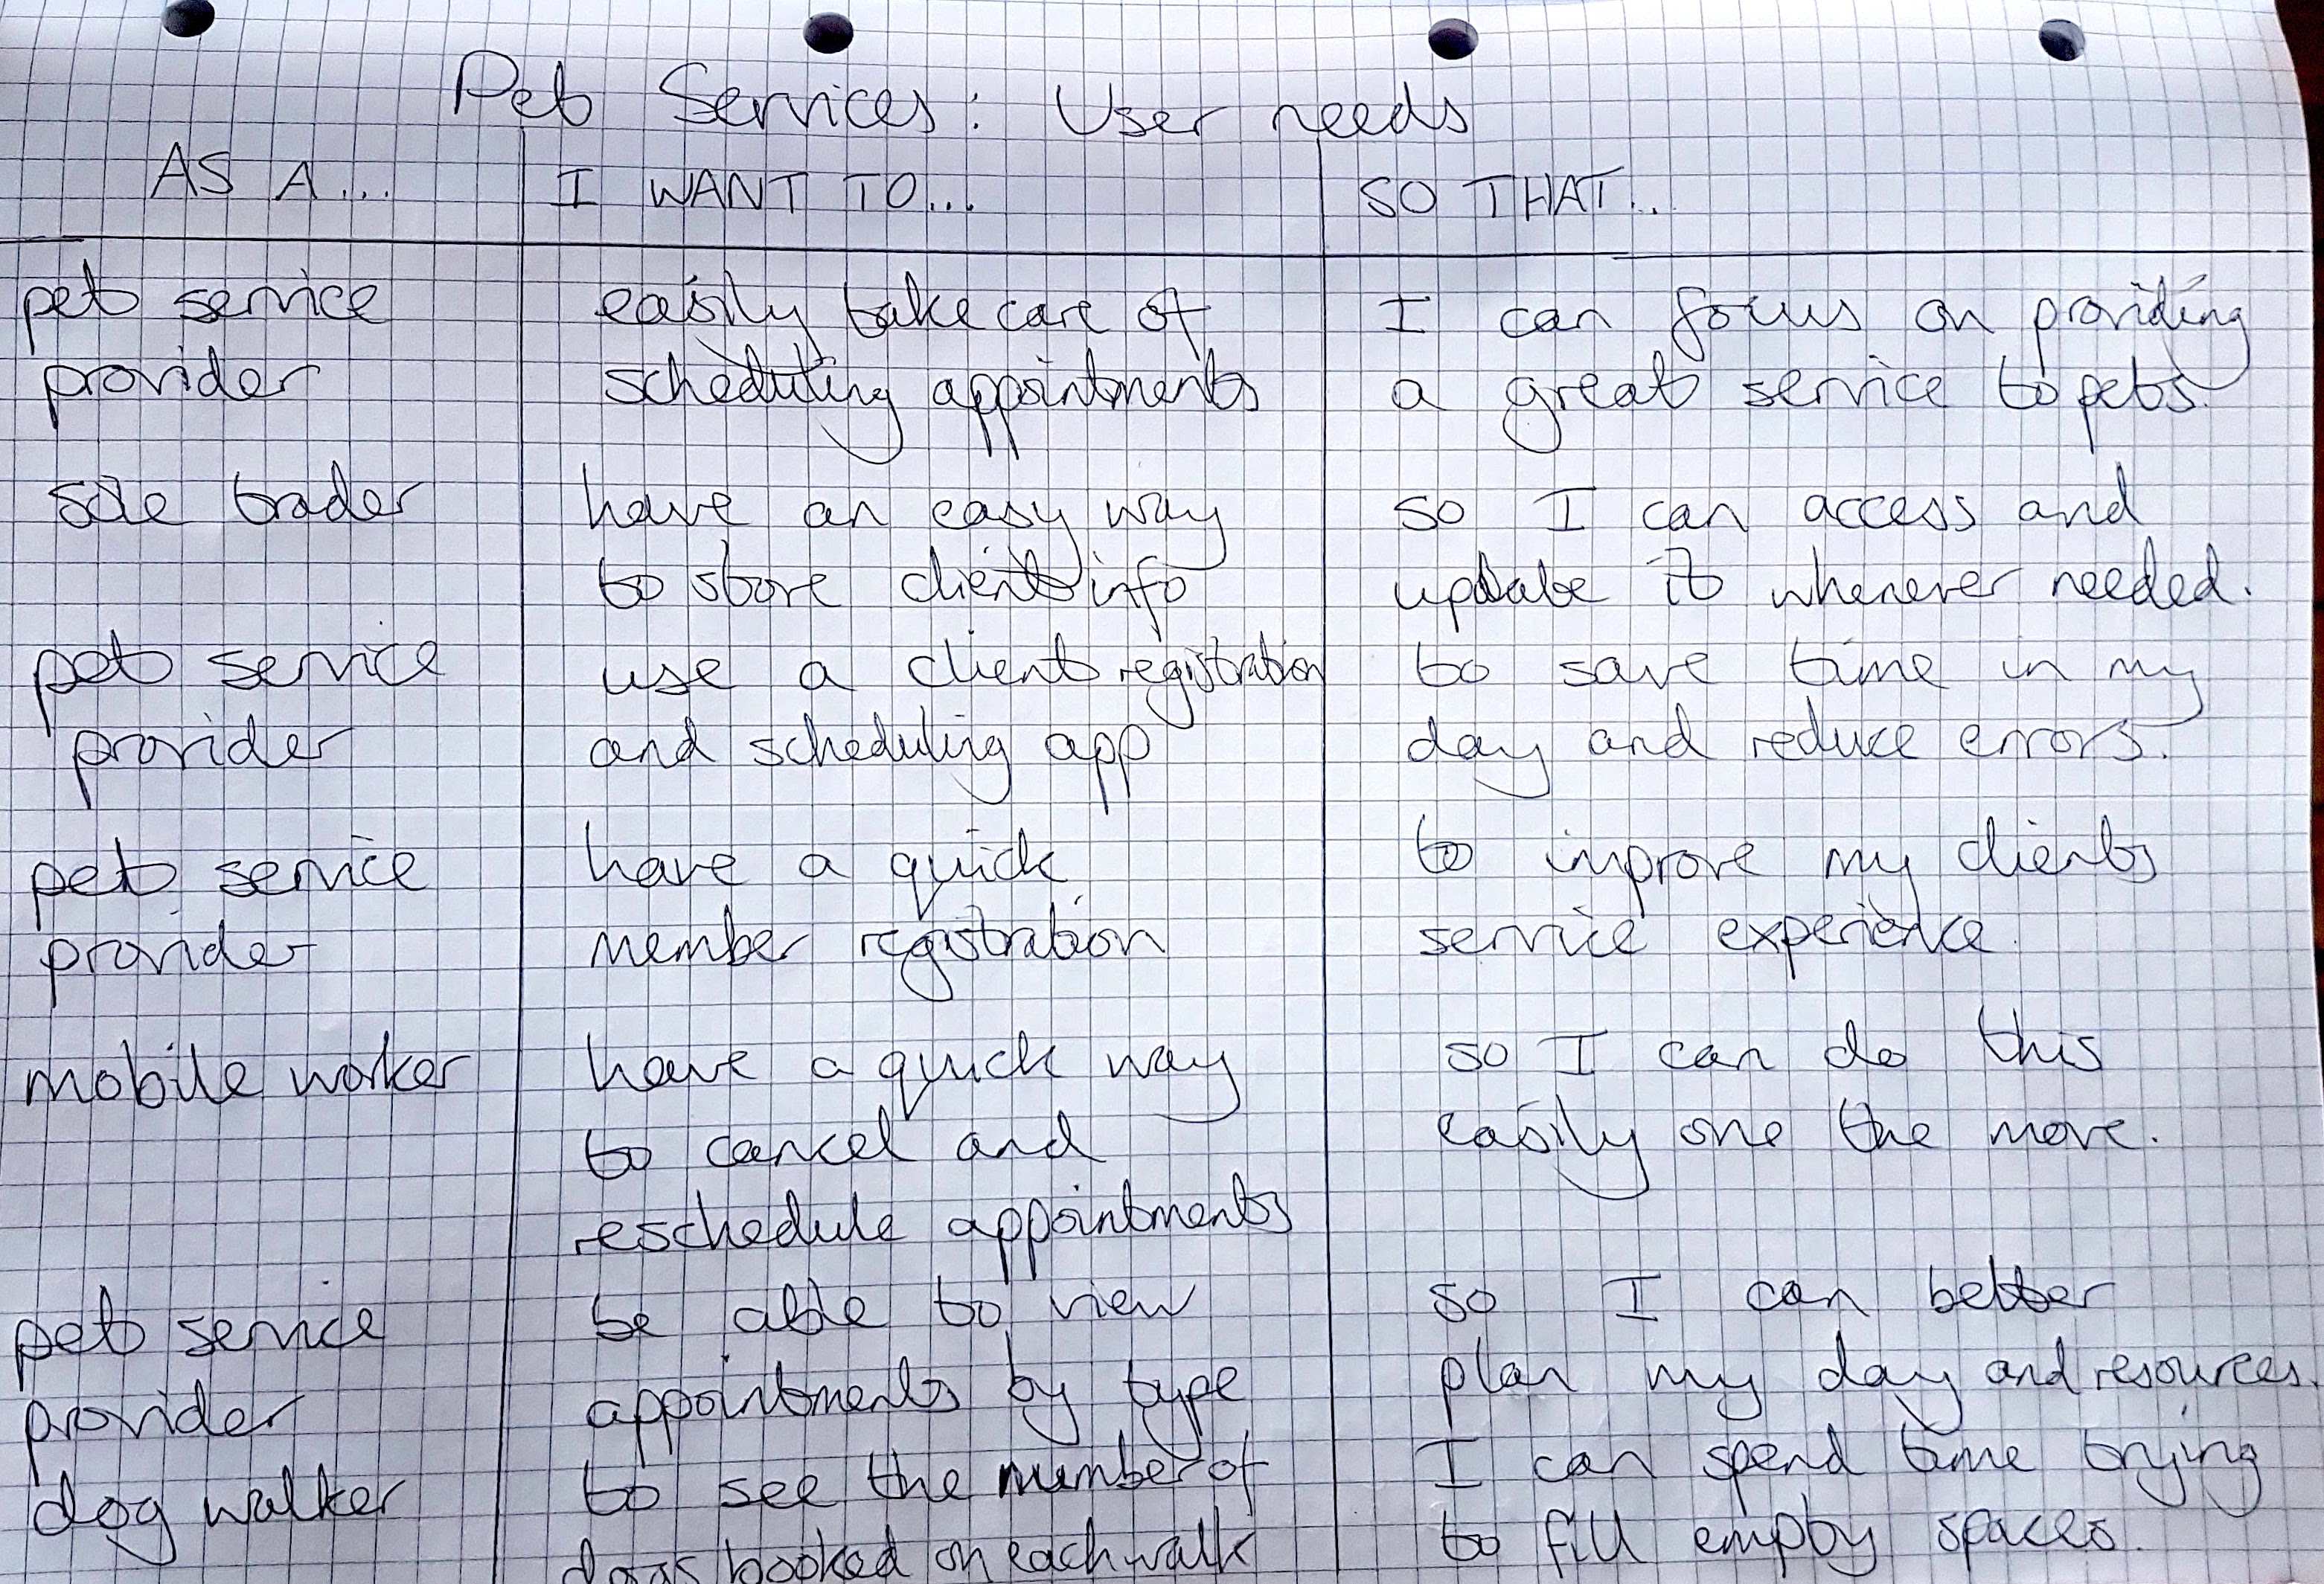 Pet Services: User needs
AS A...
I WANT TO...
SO THAT...
pet service
provider
easily take care of
scheduling appointments
I can focus on providing
a great service to pets.
sole trader
have an easy way
to store client info
so I can access and
update it whenever needed.
pet service
provider
use a client registration
and scheduling app
to save time in my
day and reduce errors.
pet service
provider
have a quick
member registration
to improve my clients
service experience.
mobile worker
have a quick way
to cancel and
reschedule appointments
so I can do this
easily one the move.
pet service
provider
be able to view
appointments by type
so I can better
plan my day and resources.
dog walker
to see the number of
dogs booked on each walk
I can spend time trying
to fill empty spaces.